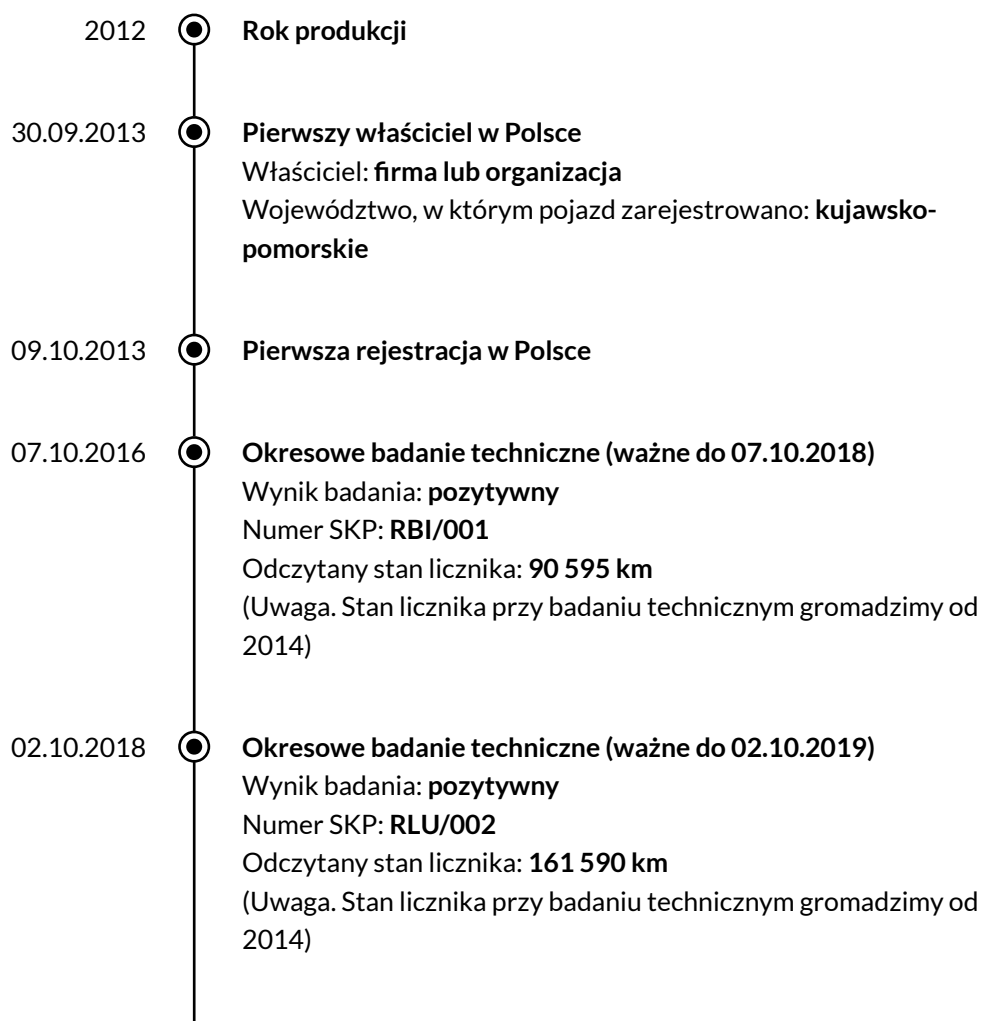 2012 Rok produkcji
30.09.2013 Pierwszy właściciel w Polsce
Właściciel: firma lub organizacja
Województwo, w którym pojazd zarejestrowano: kujawsko-
pomorskie
09.10.2013 Pierwsza rejestracja w Polsce
07.10.2016 Okresowe badanie techniczne (ważne do 07.10.2018)
Wynik badania: pozytywny
Numer SKP: RBI/001
Odczytany stan licznika: 90 595 km
(Uwaga. Stan licznika przy badaniu technicznym gromadzimy od
2014)
02.10.2018 Okresowe badanie techniczne (ważne do 02.10.2019)
Wynik badania: pozytywny
Numer SKP: RLU/002
Odczytany stan licznika: 161 590 km
(Uwaga. Stan licznika przy badaniu technicznym gromadzimy od
2014)